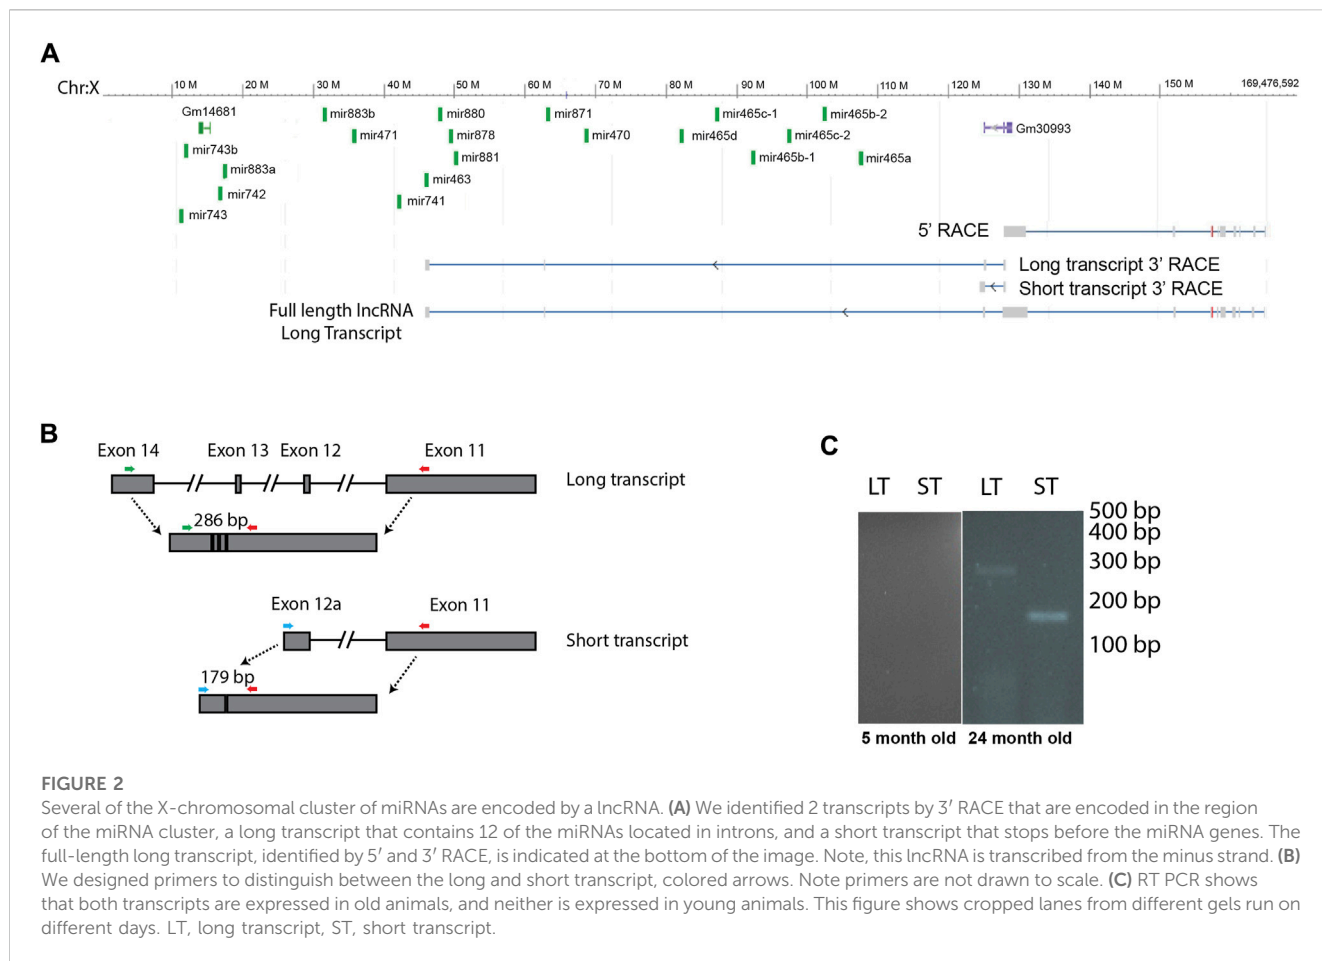 A
Chr:X
10 M 20 M 30 M 40 M 50 M 60 M 70 M 80 M 90 M 100 M 110 M 120 M 130 M 140 M 150 M 169,476,592
Gm14681 mir883b mir880 mir871 mir465c-1 mir465b-2 Gm30993
mir743b mir471 mir878 mir470 mir465d mir465c-2
mir883a mir881 mir465b-1 mir465a
mir742 mir463
mir743 mir741
5′ RACE
Long transcript 3′ RACE
Short transcript 3′ RACE
Full length lncRNA
Long Transcript
B
Exon 14 Exon 13 Exon 12 Exon 11
Long transcript
286 bp
Exon 12a Exon 11
Short transcript
179 bp
C
LT ST LT ST
500 bp
400 bp
300 bp
200 bp
100 bp
5 month old 24 month old
FIGURE 2
Several of the X-chromosomal cluster of miRNAs are encoded by a lncRNA. (A) We identified 2 transcripts by 3′ RACE that are encoded in the region
of the miRNA cluster, a long transcript that contains 12 of the miRNAs located in introns, and a short transcript that stops before the miRNA genes. The
full-length long transcript, identified by 5′ and 3′ RACE, is indicated at the bottom of the image. Note, this lncRNA is transcribed from the minus strand. (B)
We designed primers to distinguish between the long and short transcript, colored arrows. Note primers are not drawn to scale. (C) RT PCR shows
that both transcripts are expressed in old animals, and neither is expressed in young animals. This figure shows cropped lanes from different gels run on
different days. LT, long transcript, ST, short transcript.